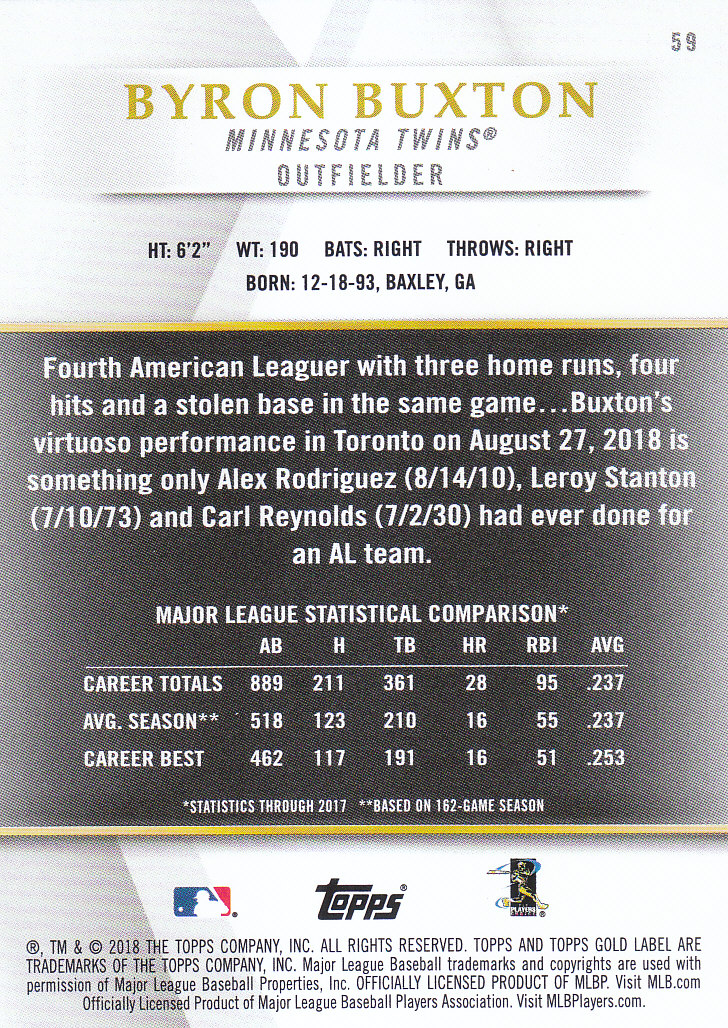 59
BYRON BUXTON
MINNESOTA TWINS®
OUTFIELDER
HT: 6'2" WT: 190 BATS: RIGHT THROWS: RIGHT
BORN: 12-18-93, BAXLEY, GA
Fourth American Leaguer with three home runs, four
hits and a stolen base in the same game...Buxton's
virtuoso performance in Toronto on August 27, 2018 is
something only Alex Rodriguez (8/14/10), Leroy Stanton
(7/10/73) and Carl Reynolds (7/2/30) had ever done for
an AL team.
MAJOR LEAGUE STATISTICAL COMPARISON*
AB H TB HR RBI AVG
CAREER TOTALS 889 211 361 28 95 .237
AVG. SEASON** 518 123 210 16 55 .237
CAREER BEST 462 117 191 16 51 .253
*STATISTICS THROUGH 2017 **BASED ON 162-GAME SEASON
topps®
PLAYERS
®, TM & © 2018 THE TOPPS COMPANY, INC. ALL RIGHTS RESERVED. TOPPS AND TOPPS GOLD LABEL ARE
TRADEMARKS OF THE TOPPS COMPANY, INC. Major League Baseball trademarks and copyrights are used with
permission of Major League Baseball Properties, Inc. OFFICIALLY LICENSED PRODUCT OF MLBP. Visit MLB.com
Officially Licensed Product of Major League Baseball Players Association. Visit MLBPlayers.com.